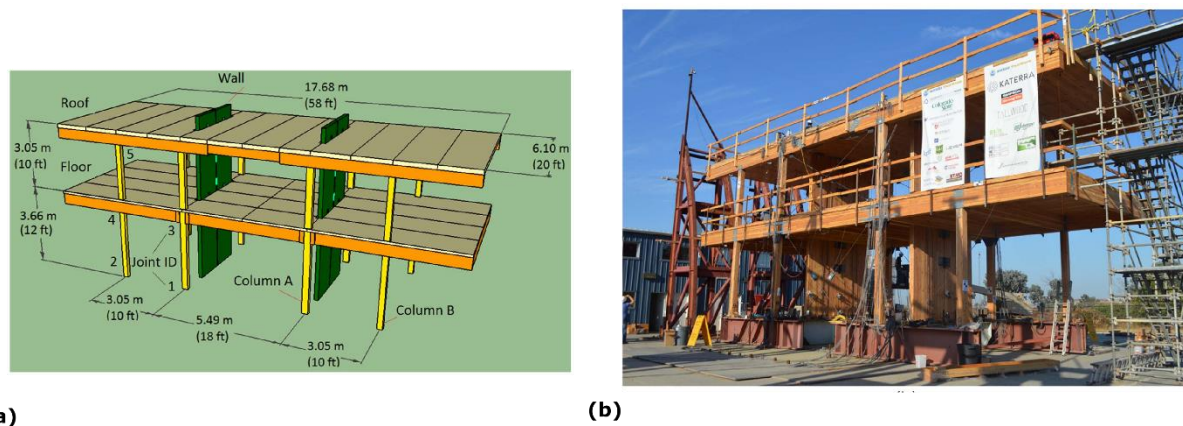 Wall
17.68 m
(58 ft)
Roof
6.10 m
(20 ft)
3.05 m
(10 ft)
5
Floor
3.66 m
(12 ft)
4
3
2
Joint ID
1
Column A
Column B
3.05 m
(10 ft)
5.49 m
(18 ft)
3.05 m
(10 ft)
KATERRA
(b)